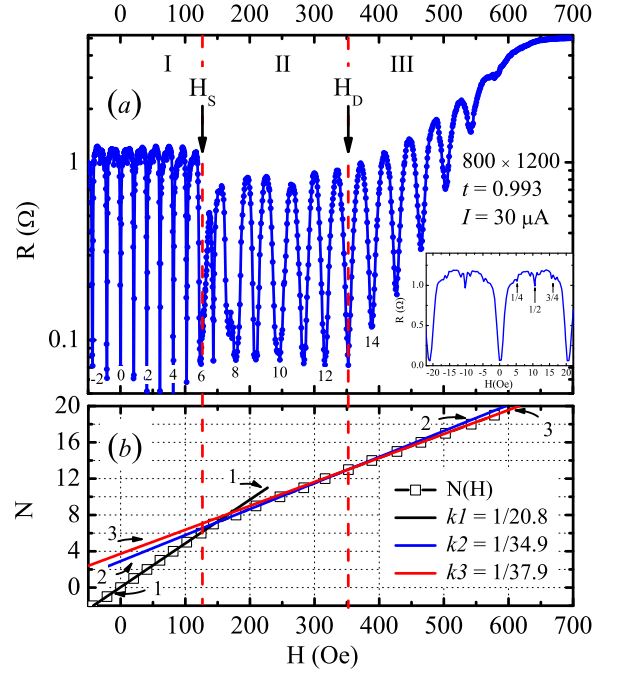 0 100 200 300 400 500 600 700
(a)
I II III
H_S H_D
R (Ω)
1
0.1
800 × 1200
t = 0.993
I = 30 μA
-2 0 2 4 6 8 10 12 14
R (Ω)
1.0
0.5
0.0
1/4 1/2 3/4
-20 -15 -10 -5 0 5 10 15 20
H(Oe)
(b)
N
20
16
12
8
4
0
1 2 3
3 2 1
N(H)
k1 = 1/20.8
k2 = 1/34.9
k3 = 1/37.9
0 100 200 300 400 500 600 700
H (Oe)